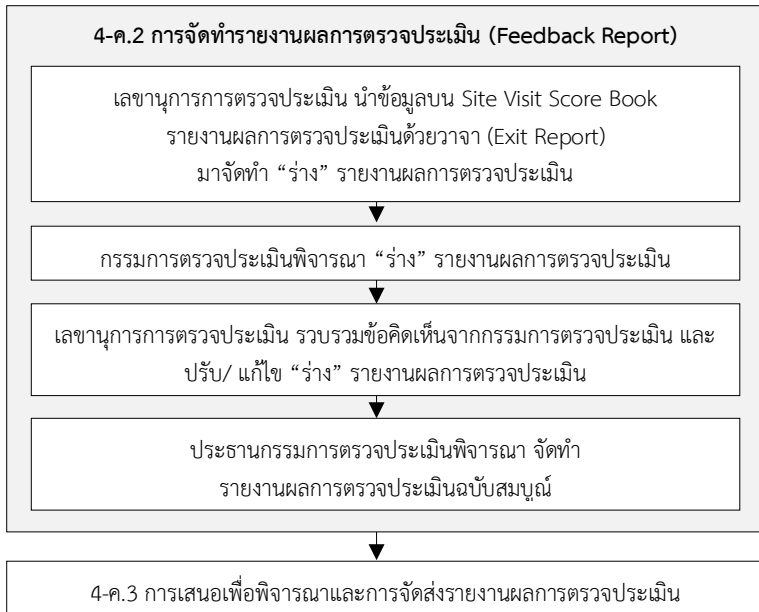 4-ค.2 การจัดทำรายงานผลการตรวจประเมิน (Feedback Report)
เลขานุการการตรวจประเมิน นำข้อมูลบน Site Visit Score Book
รายงานผลการตรวจประเมินด้วยวาจา (Exit Report)
มาจัดทำ “ร่าง” รายงานผลการตรวจประเมิน
กรรมการตรวจประเมินพิจารณา “ร่าง” รายงานผลการตรวจประเมิน
เลขานุการการตรวจประเมิน รวบรวมข้อคิดเห็นจากกรรมการตรวจประเมิน และ
ปรับ/ แก้ไข “ร่าง” รายงานผลการตรวจประเมิน
ประธานกรรมการตรวจประเมินพิจารณา จัดทำ
รายงานผลการตรวจประเมินฉบับสมบูณ์
4-ค.3 การเสนอเพื่อพิจารณาและการจัดส่งรายงานผลการตรวจประเมิน